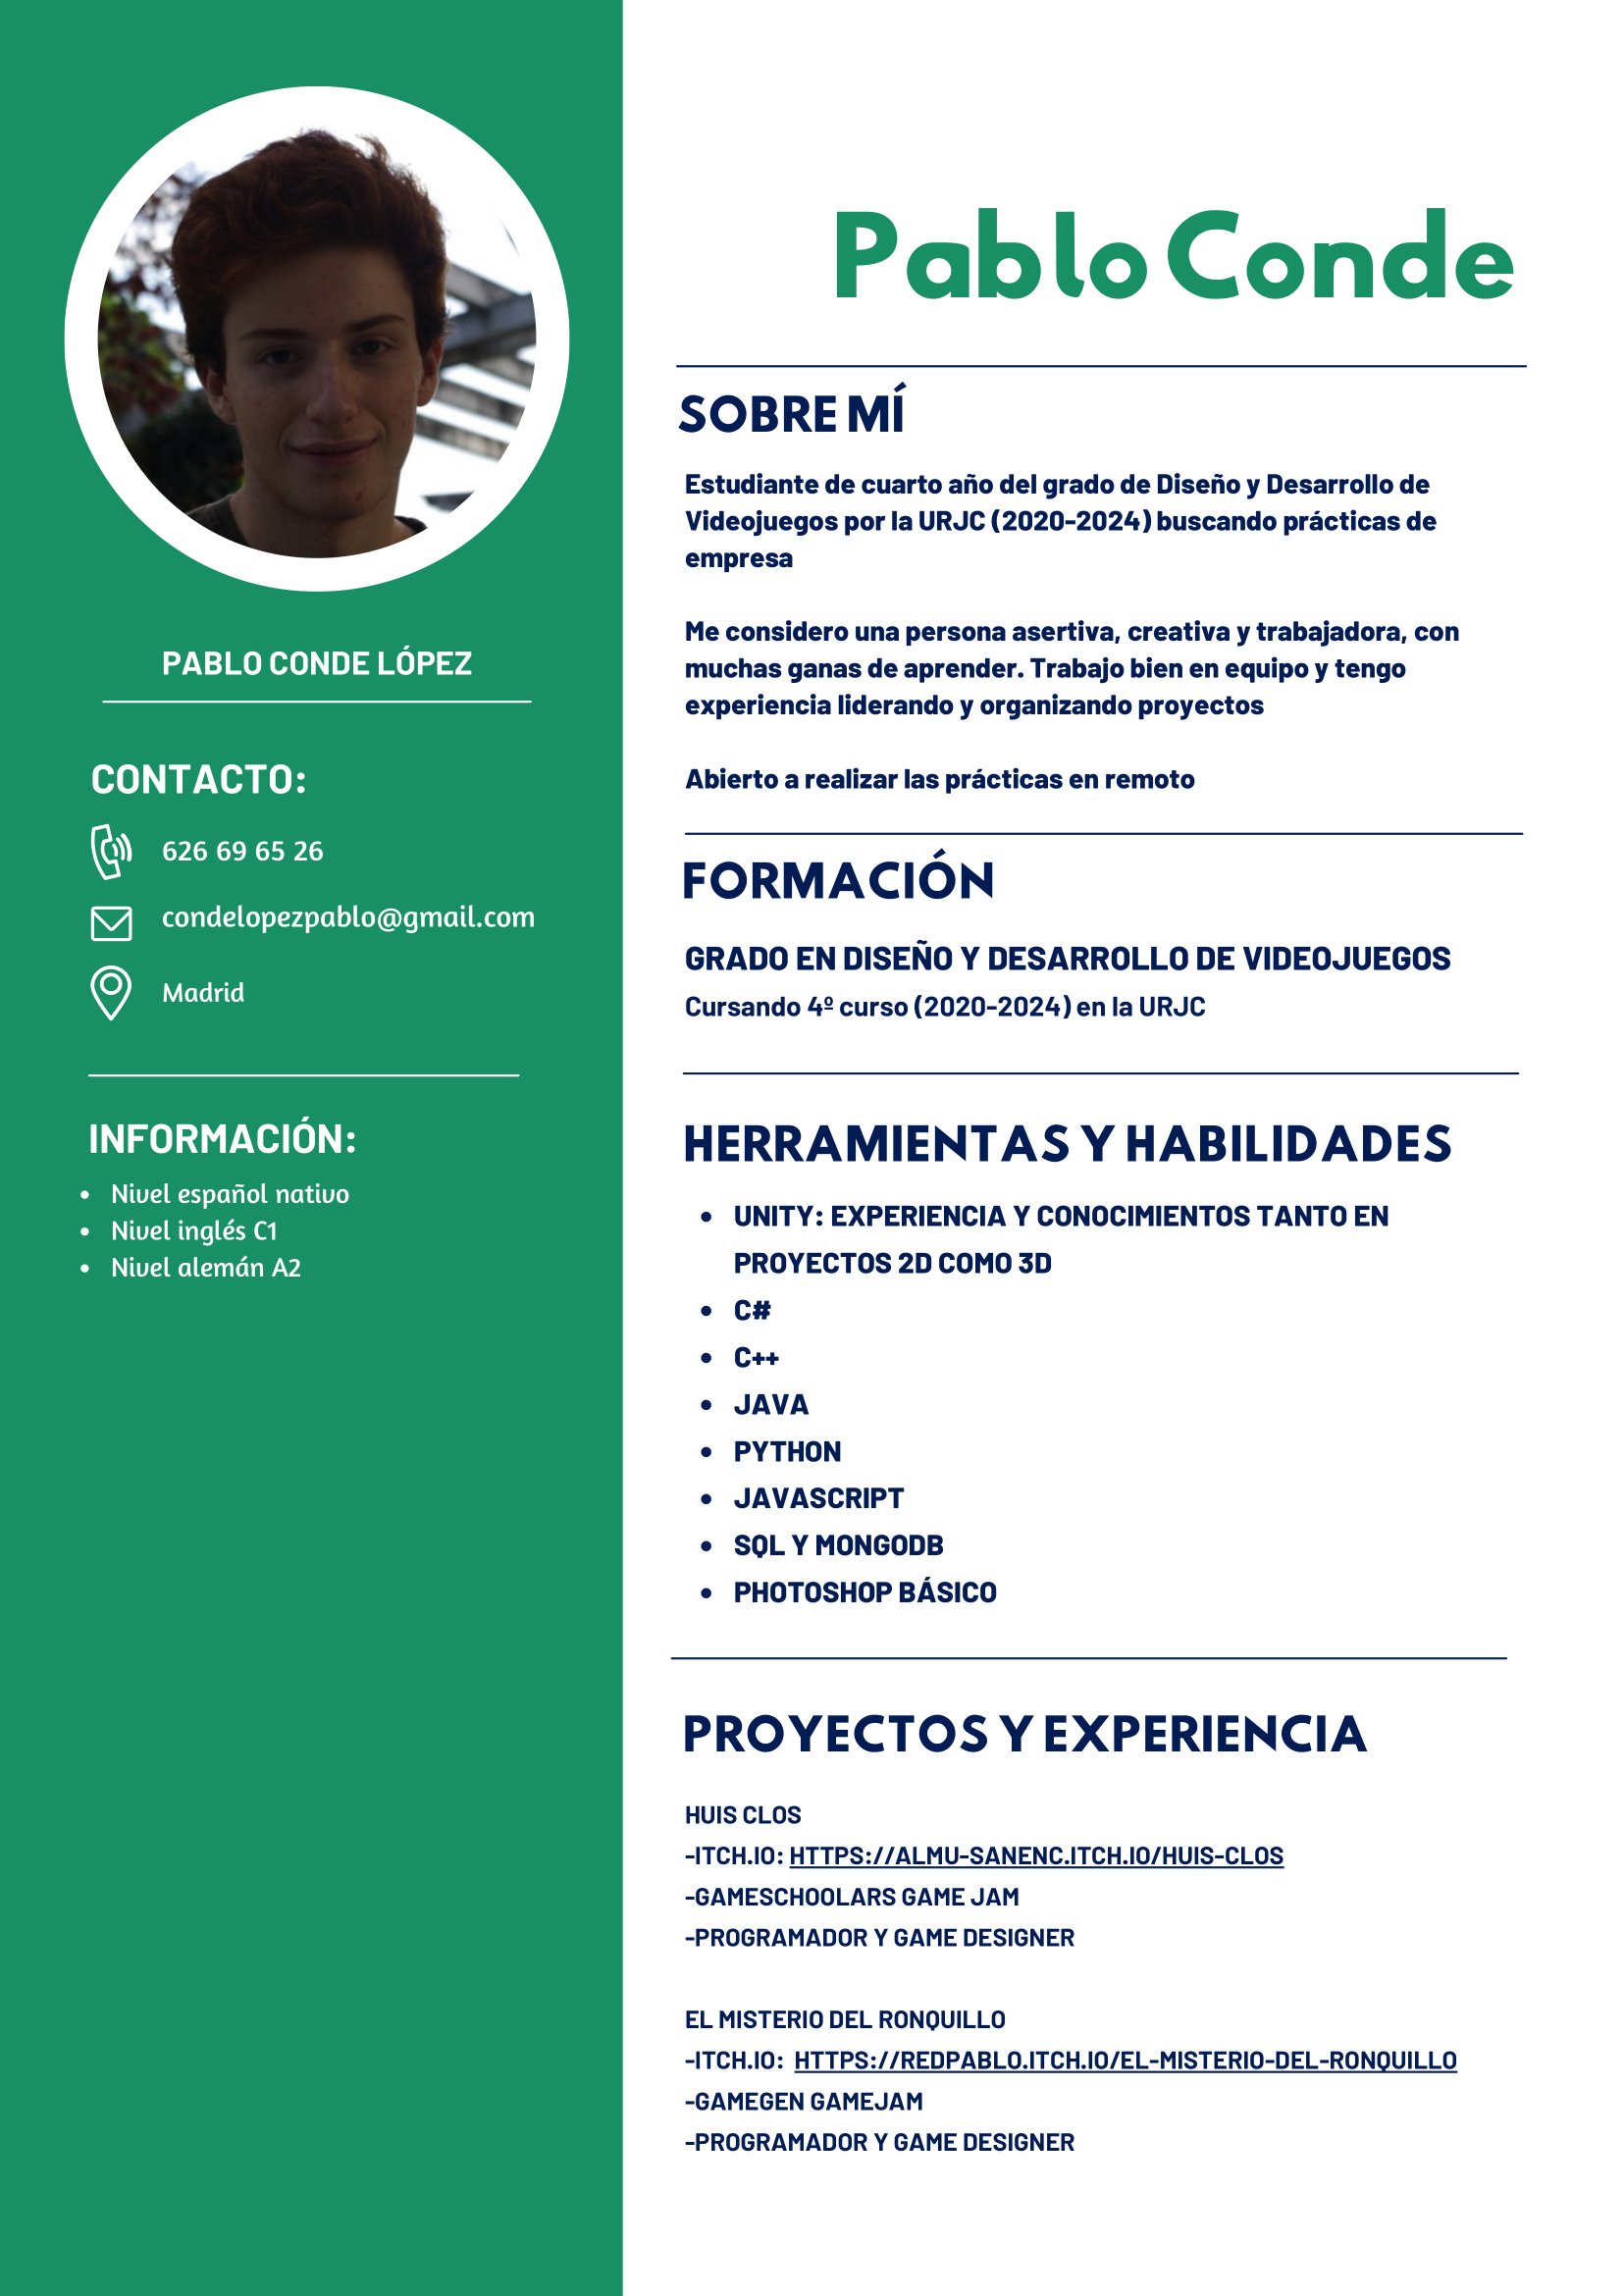 PABLO CONDE LÓPEZ
CONTACTO:
626 69 65 26
condelopezpablo@gmail.com
Madrid
INFORMACIÓN:
• Nivel español nativo
• Nivel inglés C1
• Nivel alemán A2
Pablo Conde
SOBRE MÍ
Estudiante de cuarto año del grado de Diseño y Desarrollo de
Videojuegos por la URJC (2020-2024) buscando prácticas de
empresa
Me considero una persona asertiva, creativa y trabajadora, con
muchas ganas de aprender. Trabajo bien en equipo y tengo
experiencia liderando y organizando proyectos
Abierto a realizar las prácticas en remoto
FORMACIÓN
GRADO EN DISEÑO Y DESARROLLO DE VIDEOJUEGOS
Cursando 4º curso (2020-2024) en la URJC
HERRAMIENTAS Y HABILIDADES
• UNITY: EXPERIENCIA Y CONOCIMIENTOS TANTO EN
PROYECTOS 2D COMO 3D
• C#
• C++
• JAVA
• PYTHON
• JAVASCRIPT
• SQL Y MONGODB
• PHOTOSHOP BÁSICO
PROYECTOS Y EXPERIENCIA
HUIS CLOS
-ITCH.IO: HTTPS://ALMU-SANENC.ITCH.IO/HUIS-CLOS
-GAMESCHOOLARS GAME JAM
-PROGRAMADOR Y GAME DESIGNER
EL MISTERIO DEL RONQUILLO
-ITCH.IO: HTTPS://REDPABLO.ITCH.IO/EL-MISTERIO-DEL-RONQUILLO
-GAMEGEN GAMEJAM
-PROGRAMADOR Y GAME DESIGNER